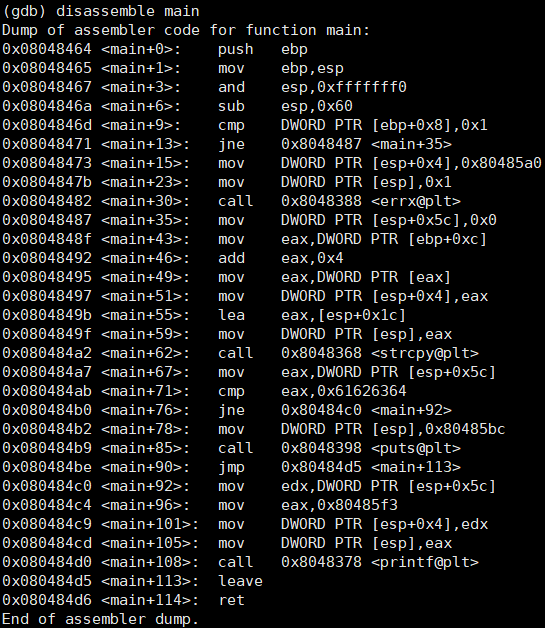 (gdb) disassemble main
Dump of assembler code for function main:
0x08048464 <main+0>:    push   ebp
0x08048465 <main+1>:    mov    ebp,esp
0x08048467 <main+3>:    and    esp,0xfffffff0
0x0804846a <main+6>:    sub    esp,0x60
0x0804846d <main+9>:    cmp    DWORD PTR [ebp+0x8],0x1
0x08048471 <main+13>:   jne    0x8048487 <main+35>
0x08048473 <main+15>:   mov    DWORD PTR [esp+0x4],0x80485a0
0x0804847b <main+23>:   mov    DWORD PTR [esp],0x1
0x08048482 <main+30>:   call   0x8048388 <errx@plt>
0x08048487 <main+35>:   mov    DWORD PTR [esp+0x5c],0x0
0x0804848f <main+43>:   mov    eax,DWORD PTR [ebp+0xc]
0x08048492 <main+46>:   add    eax,0x4
0x08048495 <main+49>:   mov    eax,DWORD PTR [eax]
0x08048497 <main+51>:   mov    DWORD PTR [esp+0x4],eax
0x0804849b <main+55>:   lea    eax,[esp+0x1c]
0x0804849f <main+59>:   mov    DWORD PTR [esp],eax
0x080484a2 <main+62>:   call   0x8048368 <strcpy@plt>
0x080484a7 <main+67>:   mov    eax,DWORD PTR [esp+0x5c]
0x080484ab <main+71>:   cmp    eax,0x61626364
0x080484b0 <main+76>:   jne    0x80484c0 <main+92>
0x080484b2 <main+78>:   mov    DWORD PTR [esp],0x80485bc
0x080484b9 <main+85>:   call   0x8048398 <puts@plt>
0x080484be <main+90>:   jmp    0x80484d5 <main+113>
0x080484c0 <main+92>:   mov    edx,DWORD PTR [esp+0x5c]
0x080484c4 <main+96>:   mov    eax,0x80485f3
0x080484c9 <main+101>:  mov    DWORD PTR [esp+0x4],edx
0x080484cd <main+105>:  mov    DWORD PTR [esp],eax
0x080484d0 <main+108>:  call   0x8048378 <printf@plt>
0x080484d5 <main+113>:  leave
0x080484d6 <main+114>:  ret
End of assembler dump.